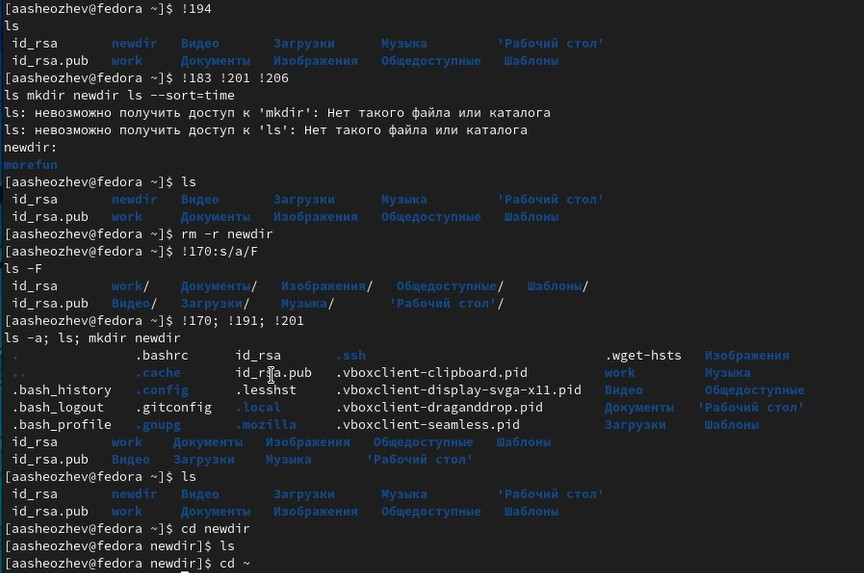 [aasheozhev@fedora ~]$ !194
ls
id_rsa newdir Видео Загрузки Музыка 'Рабочий стол'
id_rsa.pub work Документы Изображения Общедоступные Шаблоны
[aasheozhev@fedora ~]$ !183 !201 !206
ls mkdir newdir ls --sort=time
ls: невозможно получить доступ к 'mkdir': Нет такого файла или каталога
ls: невозможно получить доступ к 'ls': Нет такого файла или каталога
newdir:
morefun
[aasheozhev@fedora ~]$ ls
id_rsa newdir Видео Загрузки Музыка 'Рабочий стол'
id_rsa.pub work Документы Изображения Общедоступные Шаблоны
[aasheozhev@fedora ~]$ rm -r newdir
[aasheozhev@fedora ~]$ !170:s/a/F
ls -F
id_rsa work/ Документы/ Изображения/ Общедоступные/ Шаблоны/
id_rsa.pub Видео/ Загрузки/ Музыка/ 'Рабочий стол'/
[aasheozhev@fedora ~]$ !170; !191; !201
ls -a; ls; mkdir newdir
. .bashrc id_rsa .ssh .wget-hsts Изображения
.. .cache id_rsa.pub .vboxclient-clipboard.pid work Музыка
.bash_history .config .lesshst .vboxclient-display-svga-x11.pid Видео Общедоступные
.bash_logout .gitconfig .local .vboxclient-draganddrop.pid Документы 'Рабочий стол'
.bash_profile .gnupg .mozilla .vboxclient-seamless.pid Загрузки Шаблоны
id_rsa work Документы Изображения Общедоступные Шаблоны
id_rsa.pub Видео Загрузки Музыка 'Рабочий стол'
[aasheozhev@fedora ~]$ ls
id_rsa newdir Видео Загрузки Музыка 'Рабочий стол'
id_rsa.pub work Документы Изображения Общедоступные Шаблоны
[aasheozhev@fedora ~]$ cd newdir
[aasheozhev@fedora newdir]$ ls
[aasheozhev@fedora newdir]$ cd ~